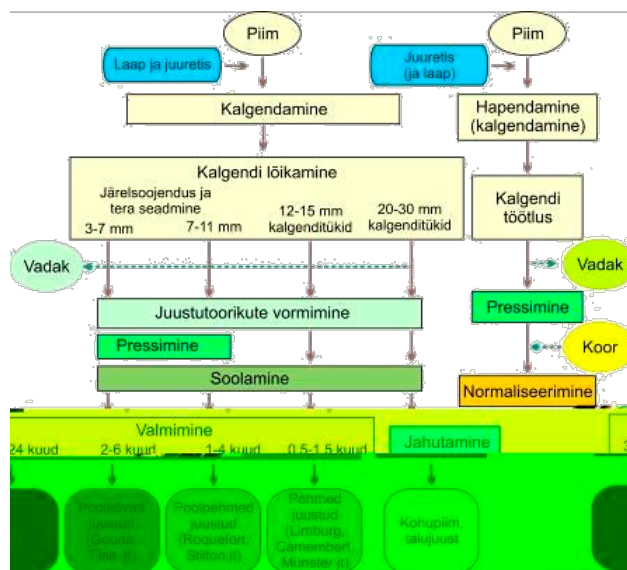 Piim
Piim
Laap ja juuretis
Juuretis
(ja laap)
Kalgendamine
Hapendamine
(kalgendamine)
Kalgendi lõikamine
Järelsoojendus ja
tera seadmine
3-7 mm
7-11 mm
12-15 mm
kalgenditükid
20-30 mm
kalgenditükid
Kalgendi
töötlus
Vadak
Vadak
Juustutoorikute vormimine
Pressimine
Pressimine
Koor
Soolamine
Normaliseerimine
Valmimine
24 kuud
2-6 kuud
1-4 kuud
0.5-1.5 kuud
Jahutamine
Poolkõvad
juustud
(Gouda,
Poolpehmed
juustud
(Roquefort,
Stilton jt)
Pehmed
juustud
(Limburg,
Camembert,
Münster jt)
Kohupiim,
talujuust